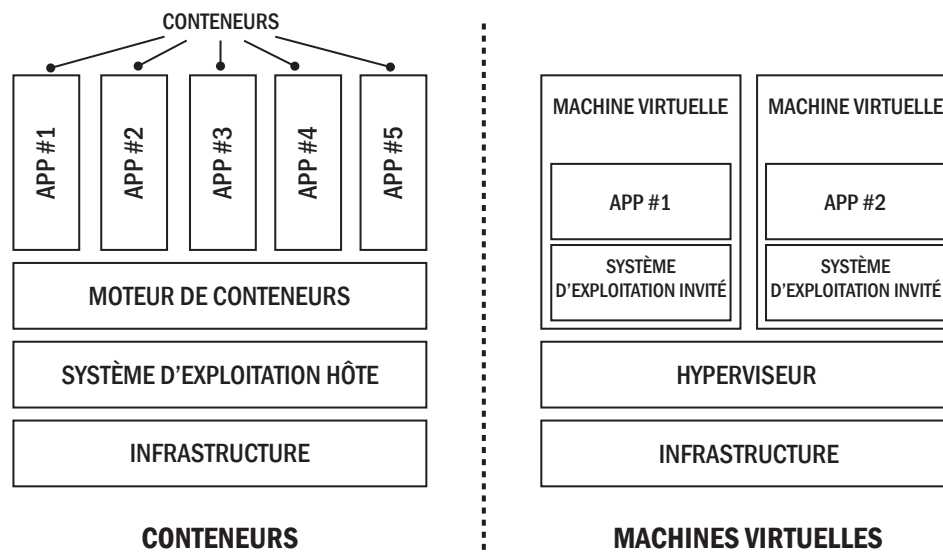 CONTENEURS
APP #1
APP #2
APP #3
APP #4
APP #5
MOTEUR DE CONTENEURS
SYSTÈME D'EXPLOITATION HÔTE
INFRASTRUCTURE
CONTENEURS
MACHINE VIRTUELLE
APP #1
SYSTÈME
D'EXPLOITATION INVITÉ
MACHINE VIRTUELLE
APP #2
SYSTÈME
D'EXPLOITATION INVITÉ
HYPERVISEUR
INFRASTRUCTURE
MACHINES VIRTUELLES